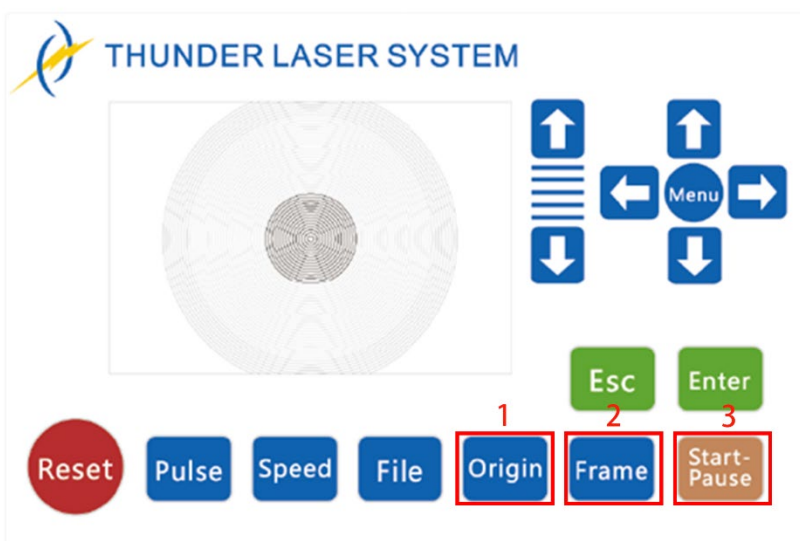 THUNDER LASER SYSTEM
Menu
Esc
Enter
1
2
3
Reset
Pulse
Speed
File
Origin
Frame
Start-
Pause